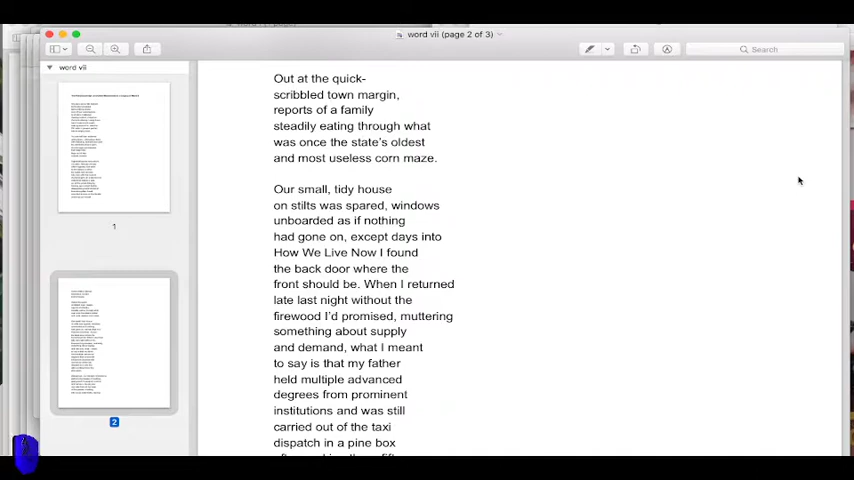 word vii (page 2 of 3)
Search
word vii
1
2
Out at the quick-
scribbled town margin,
reports of a family
steadily eating through what
was once the state's oldest
and most useless corn maze.
Our small, tidy house
on stilts was spared, windows
unboarded as if nothing
had gone on, except days into
How We Live Now I found
the back door where the
front should be. When I returned
late last night without the
firewood I'd promised, muttering
something about supply
and demand, what I meant
to say is that my father
held multiple advanced
degrees from prominent
institutions and was still
carried out of the taxi
dispatch in a pine box